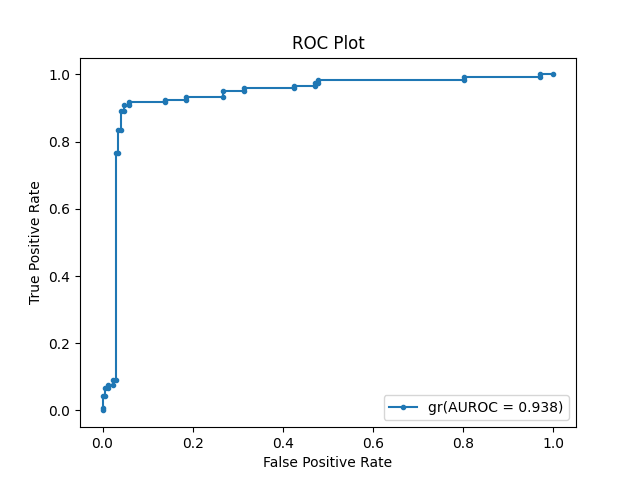 ROC Plot
1.0
0.8
0.6
0.4
0.2
0.0
True Positive Rate
gr(AUROC = 0.938)
0.0 0.2 0.4 0.6 0.8 1.0
False Positive Rate